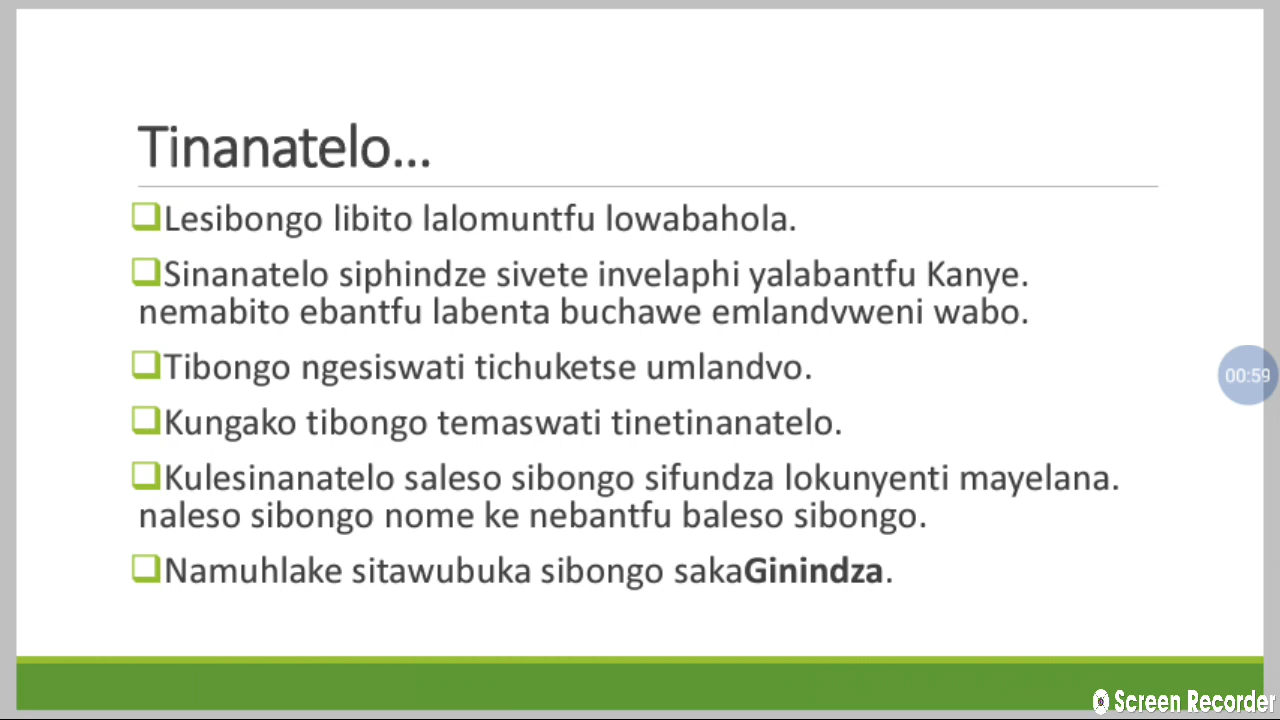 Tinanatelo...
Lesibongo libito lalomuntfu lowabahola.
Sinanatelo siphindze sivete invelaphi yalabantfu Kanye.
nemabito ebantfu labenta buchawe emlandvweni wabo.
Tibongo ngesiswati tichuketse umlandvo.
Kungako tibongo temaswati tinetinanatelo.
Kulesinanatelo saleso sibongo sifundza lokunyenti mayelana.
naleso sibongo nome ke nebantfu baleso sibongo.
Namuhlake sitawubuka sibongo sakaGinindza.
00:59
Screen Recorder